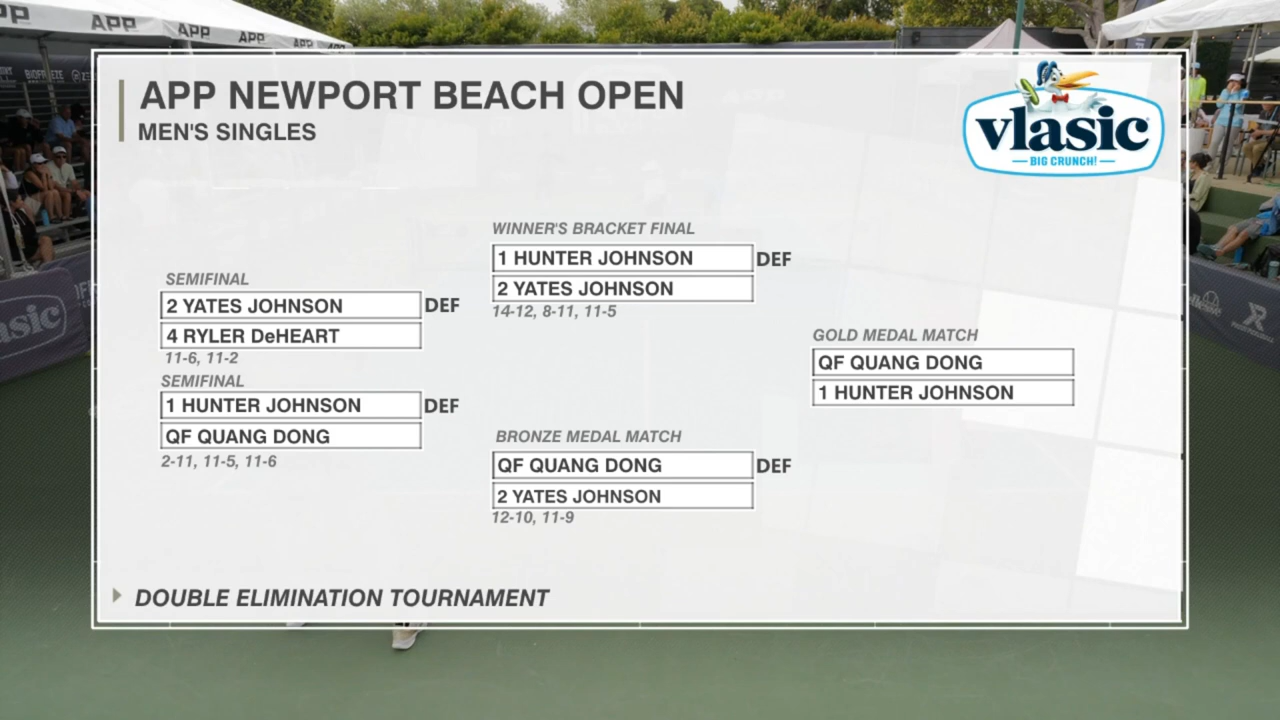 APP
APP
APP
APP
APP NEWPORT BEACH OPEN
MEN'S SINGLES
vlasic
BIG CRUNCH!
WINNER'S BRACKET FINAL
1 HUNTER JOHNSON DEF
2 YATES JOHNSON
14-12, 8-11, 11-5
SEMIFINAL
2 YATES JOHNSON DEF
4 RYLER DeHEART
11-6, 11-2
SEMIFINAL
1 HUNTER JOHNSON DEF
QF QUANG DONG
2-11, 11-5, 11-6
GOLD MEDAL MATCH
QF QUANG DONG
1 HUNTER JOHNSON
BRONZE MEDAL MATCH
QF QUANG DONG DEF
2 YATES JOHNSON
12-10, 11-9
DOUBLE ELIMINATION TOURNAMENT